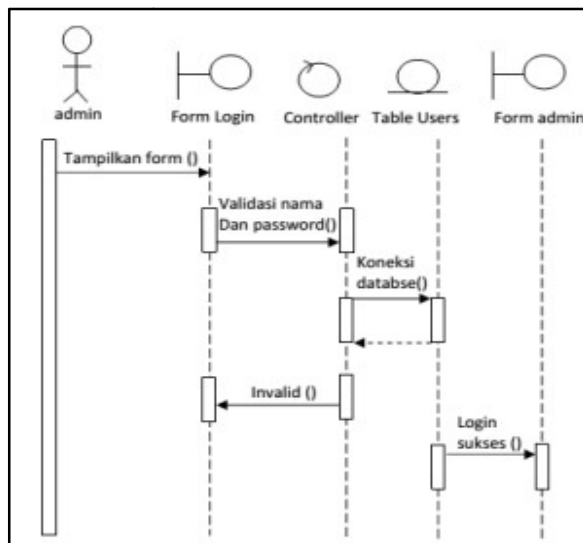 admin
Form Login
Controller
Table Users
Form admin
Tampilkan form ()
Validasi nama
Dan password()
Koneksi
databse()
Invalid ()
Login
sukses ()